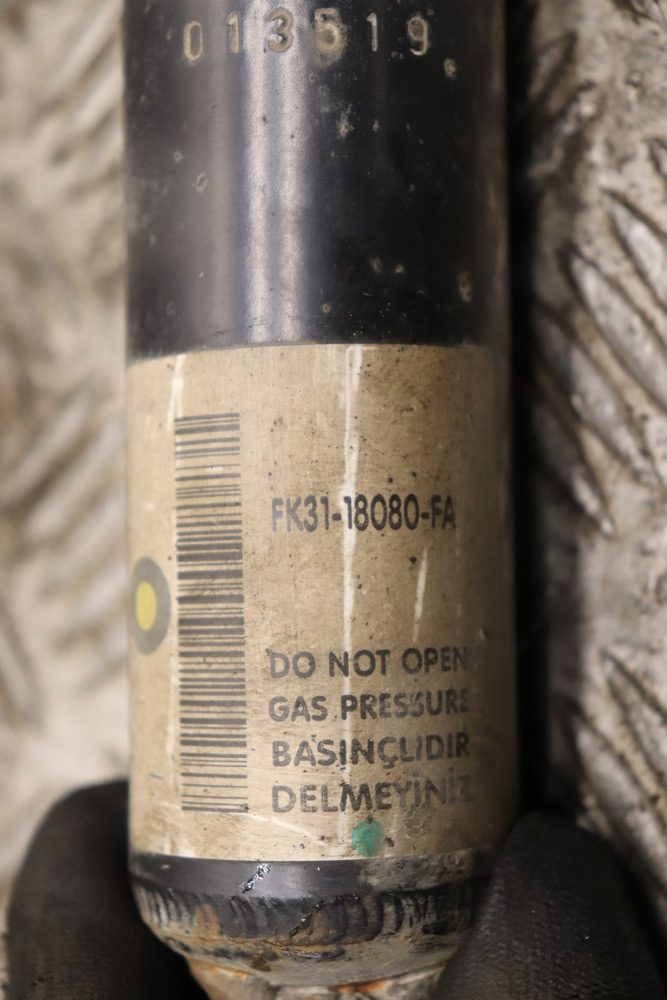 013519
FK31-18080-FA
DO NOT OPEN
GAS PRESSURE
BASINÇLIDIR
DELMEYİNİZ